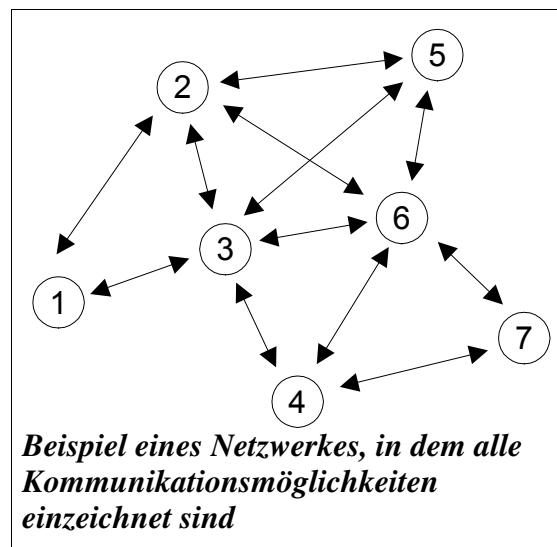 5
2
6
3
1
7
4
Beispiel eines Netzwerkes, in dem alle
Kommunikationsmöglichkeiten
einzeichnet sind